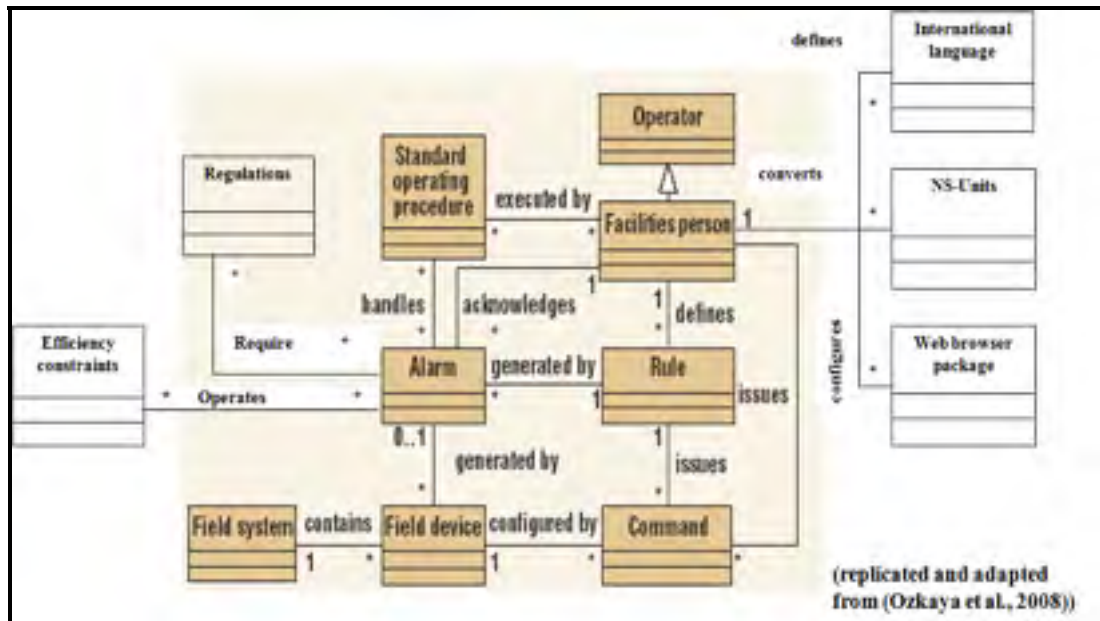 defines
International
language
Operator
Standard
operating
procedure
Regulations
executed by
converts
NS-Units
*
*
*
1
*
Facilities person
*
*
handles
acknowledges
1
1
defines
*
*
*
Require
*
Efficiency
constraints
configures
*
Web browser
package
Alarm
generated by
Rule
issues
*
Operates
*
*
1
0..1
1
generated by
issues
*
*
Field system
contains
Field device
configured by
Command
1
*
1
*
*
(replicated and adapted
from (Ozkaya et al., 2008))